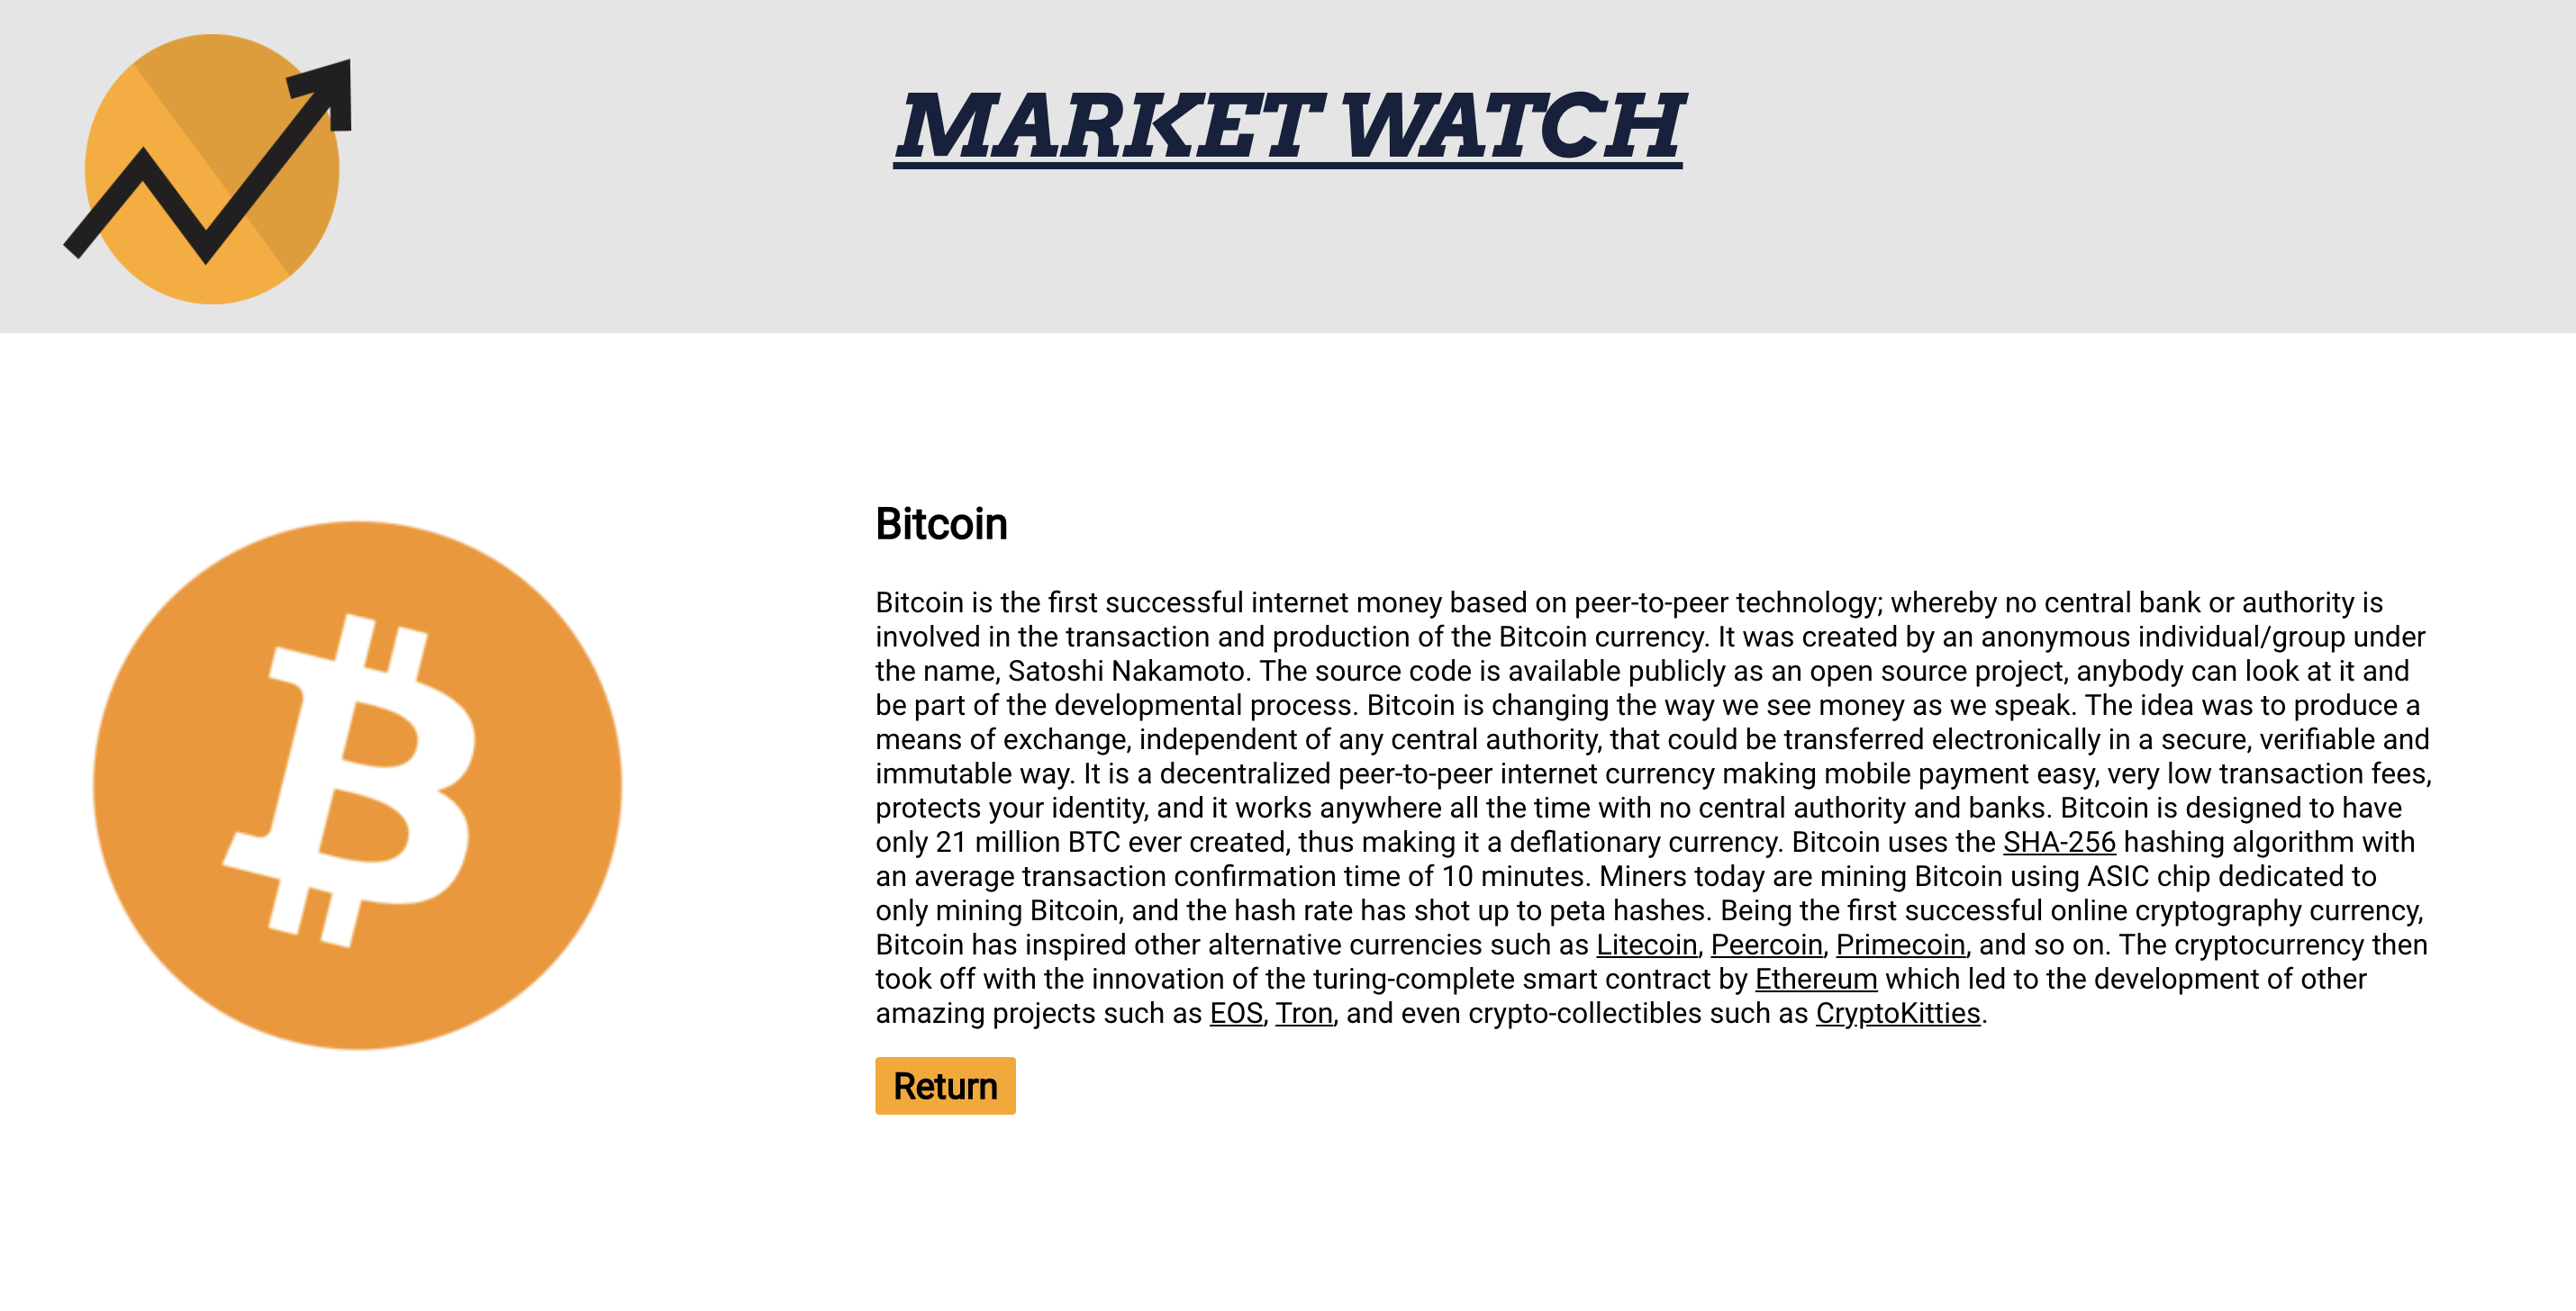 MARKET WATCH
Bitcoin
Bitcoin is the first successful internet money based on peer-to-peer technology; whereby no central bank or authority is
involved in the transaction and production of the Bitcoin currency. It was created by an anonymous individual/group under
the name, Satoshi Nakamoto. The source code is available publicly as an open source project, anybody can look at it and
be part of the developmental process. Bitcoin is changing the way we see money as we speak. The idea was to produce a
means of exchange, independent of any central authority, that could be transferred electronically in a secure, verifiable and
immutable way. It is a decentralized peer-to-peer internet currency making mobile payment easy, very low transaction fees,
protects your identity, and it works anywhere all the time with no central authority and banks. Bitcoin is designed to have
only 21 million BTC ever created, thus making it a deflationary currency. Bitcoin uses the SHA-256 hashing algorithm with
an average transaction confirmation time of 10 minutes. Miners today are mining Bitcoin using ASIC chip dedicated to
only mining Bitcoin, and the hash rate has shot up to peta hashes. Being the first successful online cryptography currency,
Bitcoin has inspired other alternative currencies such as Litecoin, Peercoin, Primecoin, and so on. The cryptocurrency then
took off with the innovation of the turing-complete smart contract by Ethereum which led to the development of other
amazing projects such as EOS, Tron, and even crypto-collectibles such as CryptoKitties.
Return